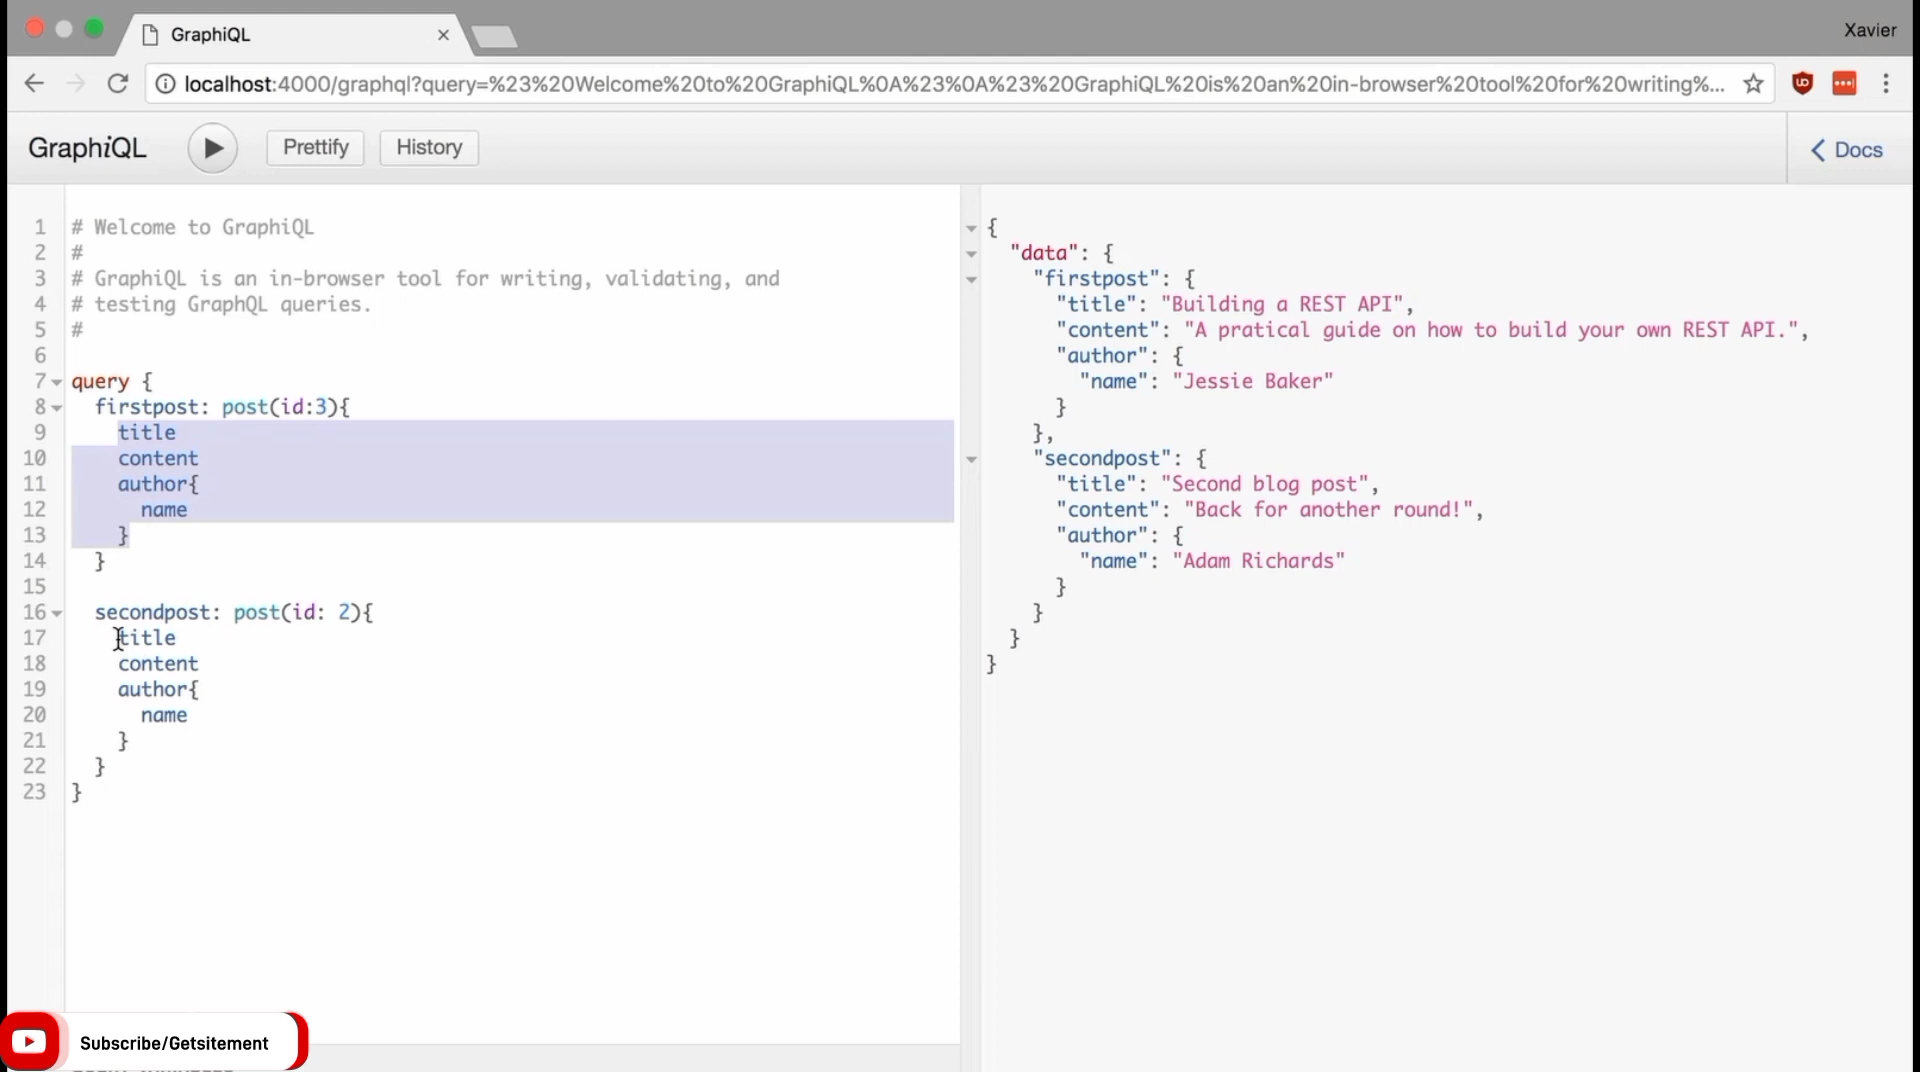 GraphiQL
Xavier
localhost:4000/graphql?query=%23%20Welcome%20to%20GraphiQL%0A%23%0A%23%20GraphiQL%20is%20an%20in-browser%20tool%20for%20writing%...
GraphiQL
Prettify
History
Docs
1 # Welcome to GraphiQL
2 #
3 # GraphiQL is an in-browser tool for writing, validating, and
4 # testing GraphQL queries.
5 #
6
7 query {
8 firstpost: post(id:3){
9 title
10 content
11 author{
12 name
13 }
14 }
15
16 secondpost: post(id: 2){
17 title
18 content
19 author{
20 name
21 }
22 }
23 }
{
"data": {
"firstpost": {
"title": "Building a REST API",
"content": "A pratical guide on how to build your own REST API.",
"author": {
"name": "Jessie Baker"
}
},
"secondpost": {
"title": "Second blog post",
"content": "Back for another round!",
"author": {
"name": "Adam Richards"
}
}
}
}
Subscribe/Getsitement